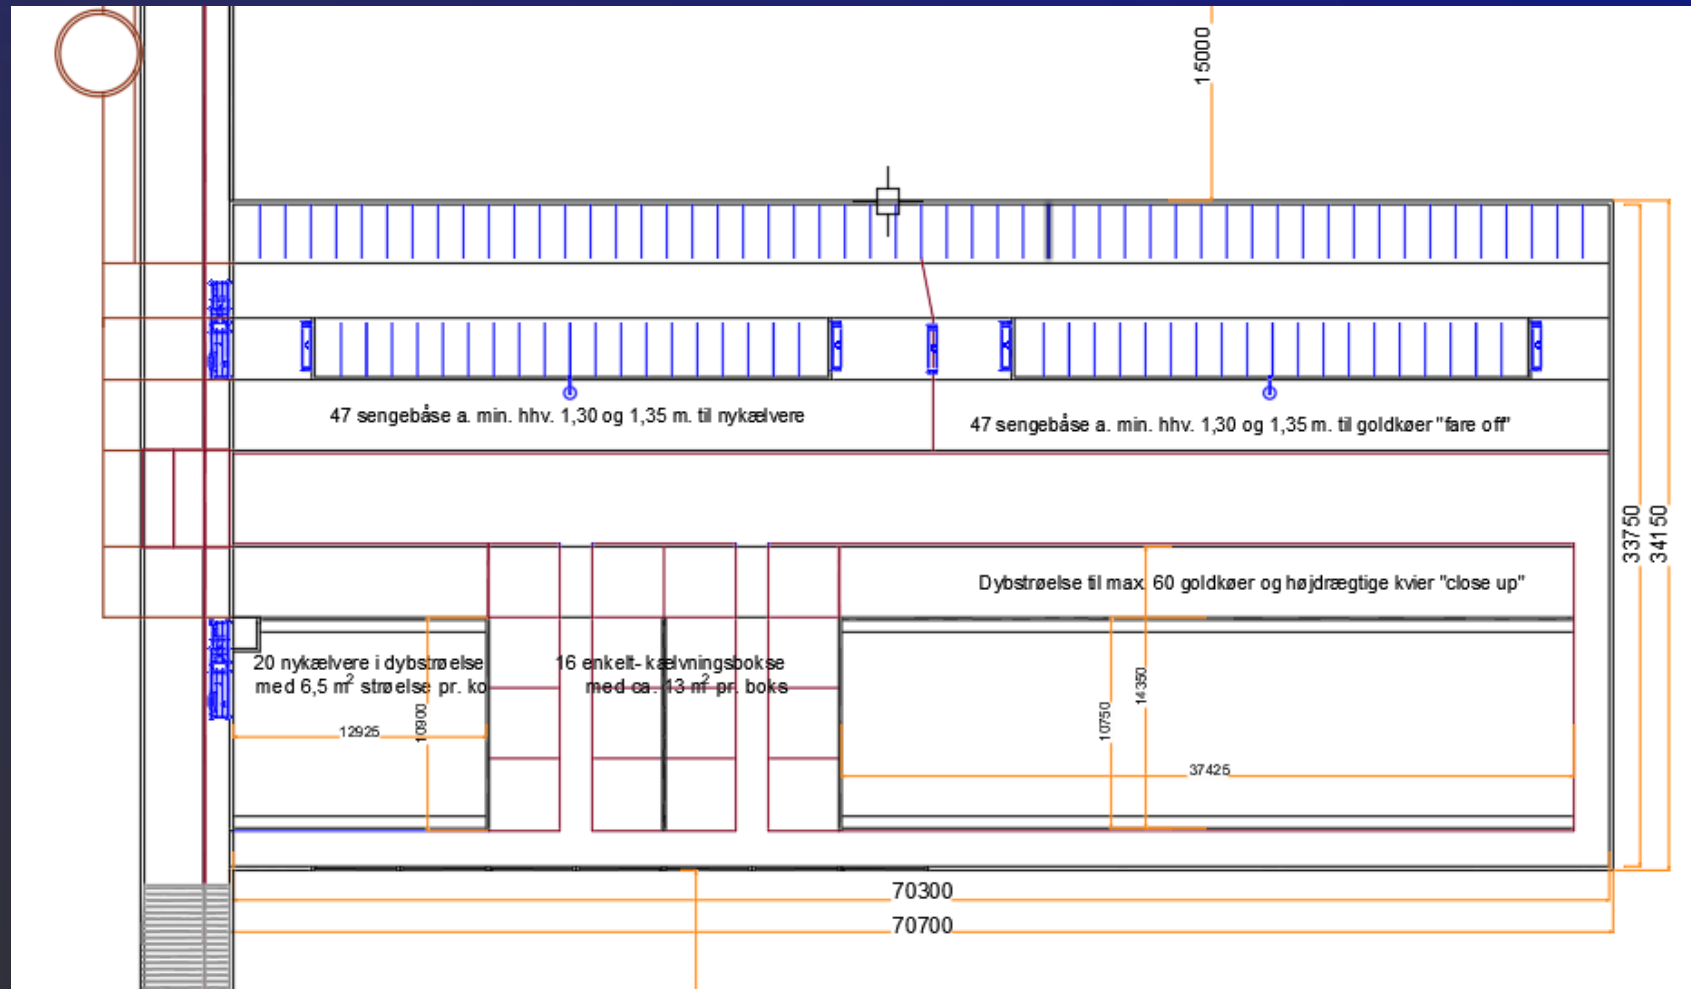 15000
47 sengebåse a. min. hhv. 1,30 og 1,35 m. til nykælvere
47 sengebåse a. min. hhv. 1,30 og 1,35 m. til goldkøer "fare off"
33750
34150
Dybstrøelse til max. 60 goldkøer og højdrægtige kvier "close up"
20 nykælvere i dybstrøelse
med 6,5 m² strøelse pr. ko
16 enkelt- kælvningsbokse
med ca. 13 m² pr. boks
12925
10900
10750
14350
37425
70300
70700